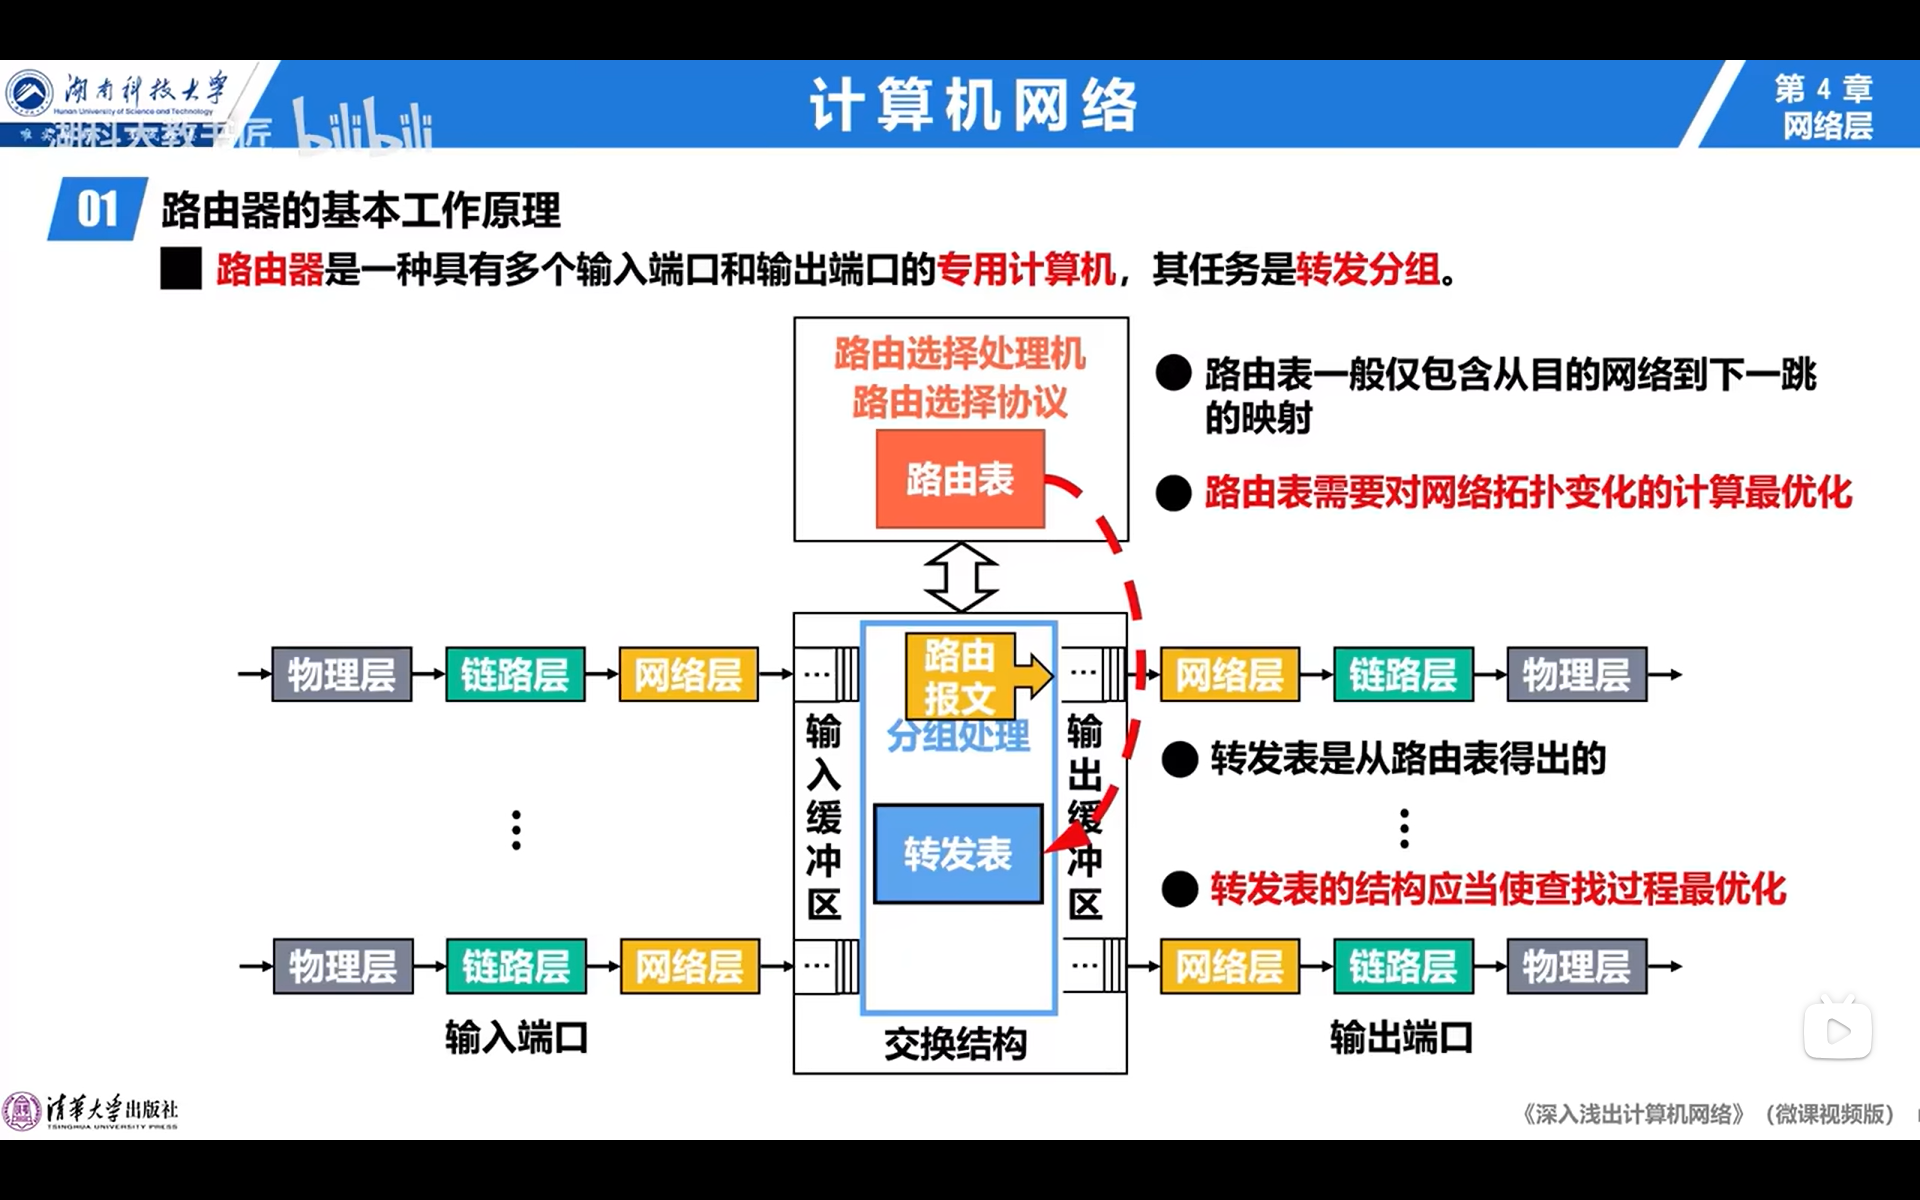 湖南科技大学
Hunan University of Science and Technology
湖科大教书匠
bilibili
计算机网络
第 4 章
网络层
01 路由器的基本工作原理
路由器是一种具有多个输入端口和输出端口的专用计算机，其任务是转发分组。
路由选择处理机
路由选择协议
路由表
路由表一般仅包含从目的网络到下一跳
的映射
路由表需要对网络拓扑变化的计算最优化
物理层 链路层 网络层 … 路由报文 … 网络层 链路层 物理层
分组处理
输入缓冲区
输出缓冲区
转发表是从路由表得出的
转发表
转发表的结构应当使查找过程最优化
物理层 链路层 网络层 … … 网络层 链路层 物理层
输入端口 交换结构 输出端口
清华大学出版社
TSINGHUA UNIVERSITY PRESS
《深入浅出计算机网络》（微课视频版）